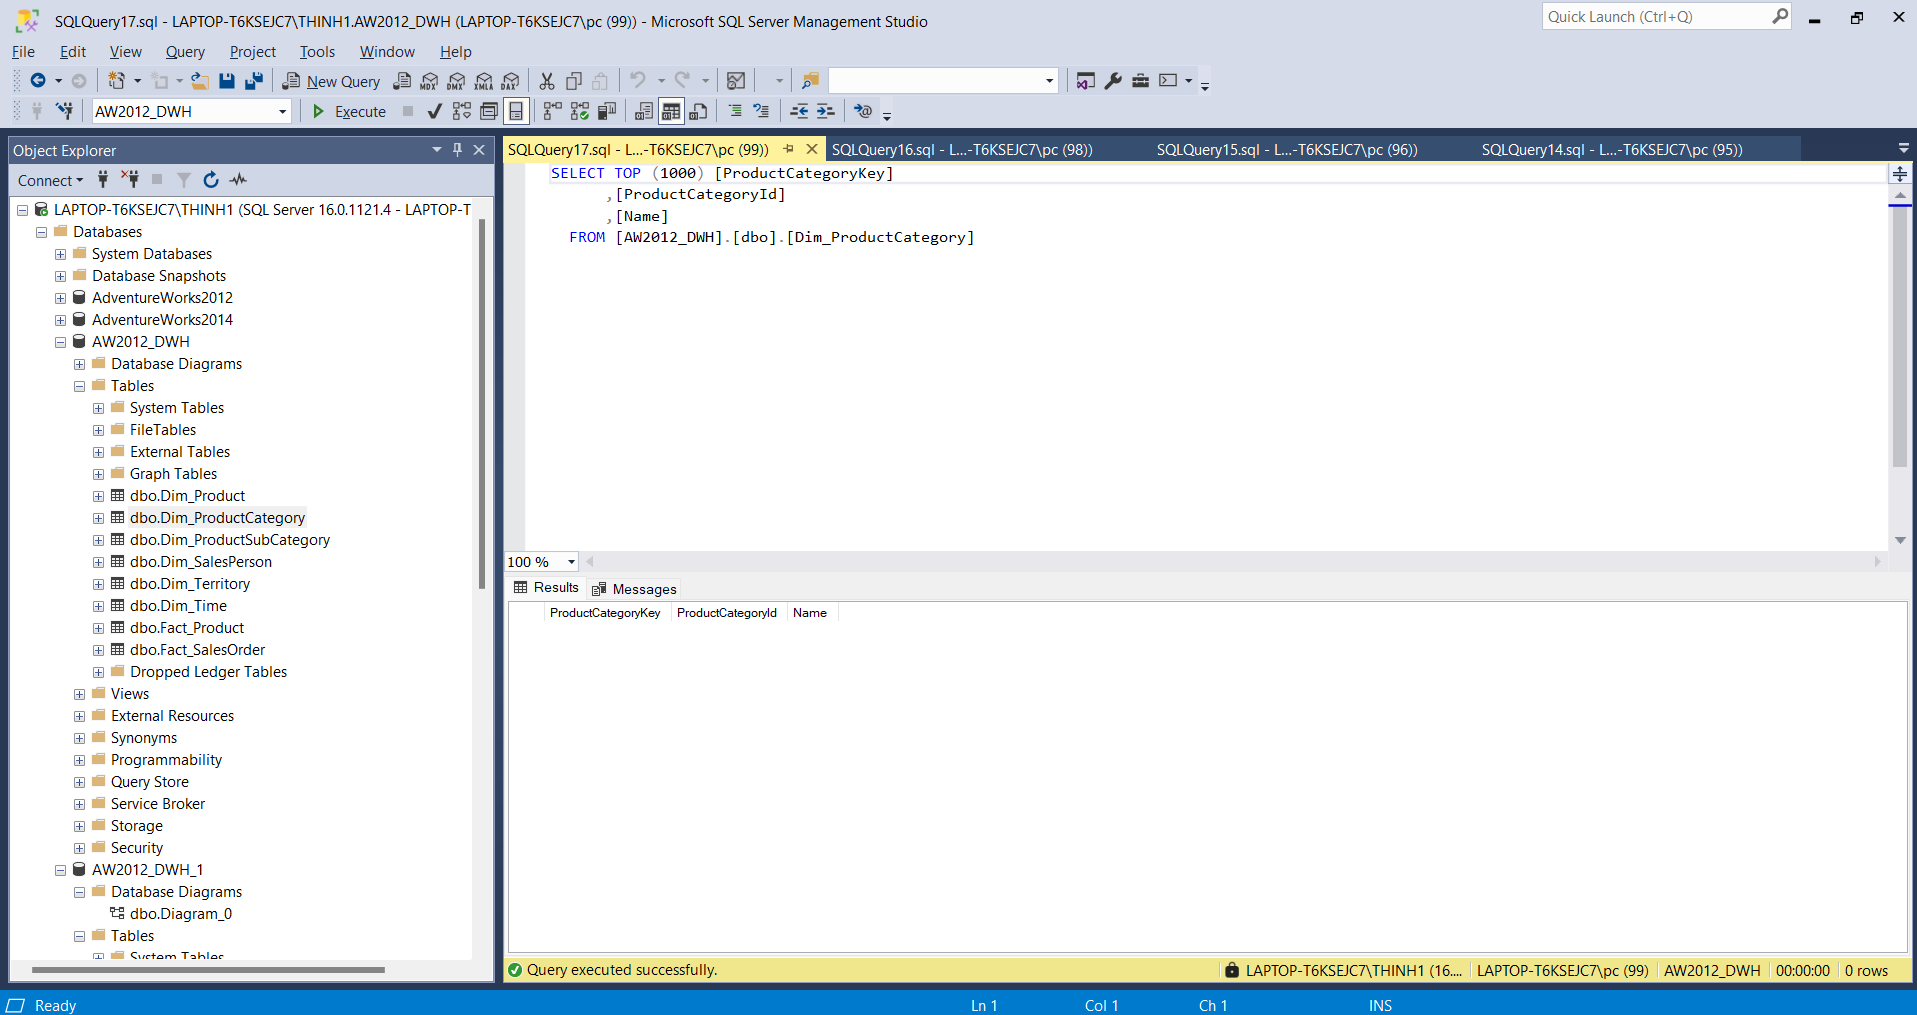 SQLQuery17.sql - LAPTOP-T6KSEJC7\THINH1.AW2012_DWH (LAPTOP-T6KSEJC7\pc (99)) - Microsoft SQL Server Management Studio
Quick Launch (Ctrl+Q)
File Edit View Query Project Tools Window Help
New Query MDX DMX XMLA DAX
AW2012_DWH Execute
Object Explorer
Connect
LAPTOP-T6KSEJC7\THINH1 (SQL Server 16.0.1121.4 - LAPTOP-T
Databases
System Databases
Database Snapshots
AdventureWorks2012
AdventureWorks2014
AW2012_DWH
Database Diagrams
Tables
System Tables
FileTables
External Tables
Graph Tables
dbo.Dim_Product
dbo.Dim_ProductCategory
dbo.Dim_ProductSubCategory
dbo.Dim_SalesPerson
dbo.Dim_Territory
dbo.Dim_Time
dbo.Fact_Product
dbo.Fact_SalesOrder
Dropped Ledger Tables
Views
External Resources
Synonyms
Programmability
Query Store
Service Broker
Storage
Security
AW2012_DWH_1
Database Diagrams
dbo.Diagram_0
Tables
System Tables
SQLQuery17.sql - L...-T6KSEJC7\pc (99)) SQLQuery16.sql - L...-T6KSEJC7\pc (98)) SQLQuery15.sql - L...-T6KSEJC7\pc (96)) SQLQuery14.sql - L...-T6KSEJC7\pc (95))
SELECT TOP (1000) [ProductCategoryKey]
,[ProductCategoryId]
,[Name]
FROM [AW2012_DWH].[dbo].[Dim_ProductCategory]
100 %
Results Messages
ProductCategoryKey ProductCategoryId Name
Query executed successfully. LAPTOP-T6KSEJC7\THINH1 (16.... LAPTOP-T6KSEJC7\pc (99) AW2012_DWH 00:00:00 0 rows
Ready Ln 1 Col 1 Ch 1 INS